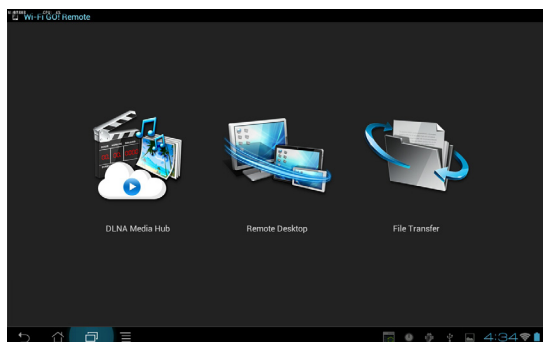 Wi-Fi GO! Remote
DLNA Media Hub
Remote Desktop
File Transfer
4:34